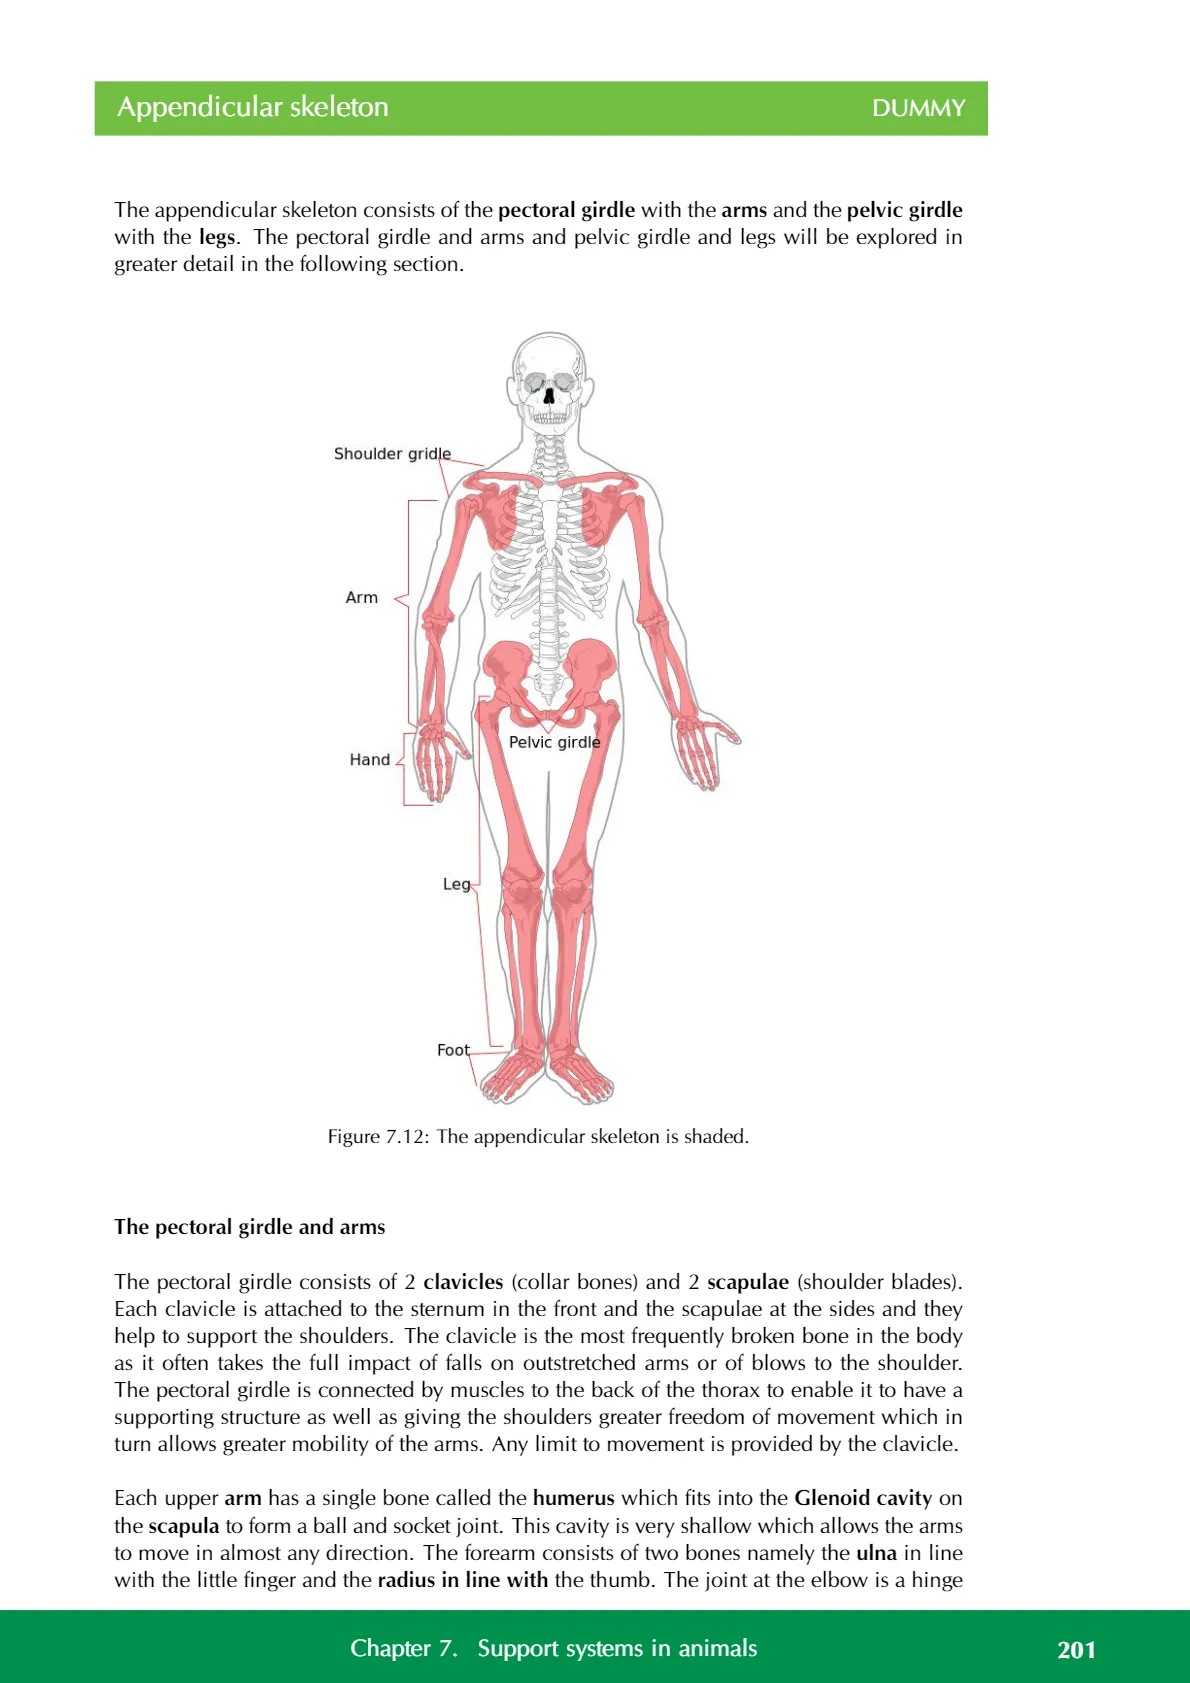 Appendicular skeleton DUMMY
The appendicular skeleton consists of the pectoral girdle with the arms and the pelvic girdle
with the legs. The pectoral girdle and arms and pelvic girdle and legs will be explored in
greater detail in the following section.
Shoulder gridle
Arm
Pelvic girdle
Hand
Leg
Foot
Figure 7.12: The appendicular skeleton is shaded.
The pectoral girdle and arms
The pectoral girdle consists of 2 clavicles (collar bones) and 2 scapulae (shoulder blades).
Each clavicle is attached to the sternum in the front and the scapulae at the sides and they
help to support the shoulders. The clavicle is the most frequently broken bone in the body
as it often takes the full impact of falls on outstretched arms or of blows to the shoulder.
The pectoral girdle is connected by muscles to the back of the thorax to enable it to have a
supporting structure as well as giving the shoulders greater freedom of movement which in
turn allows greater mobility of the arms. Any limit to movement is provided by the clavicle.
Each upper arm has a single bone called the humerus which fits into the Glenoid cavity on
the scapula to form a ball and socket joint. This cavity is very shallow which allows the arms
to move in almost any direction. The forearm consists of two bones namely the ulna in line
with the little finger and the radius in line with the thumb. The joint at the elbow is a hinge
Chapter 7. Support systems in animals 201